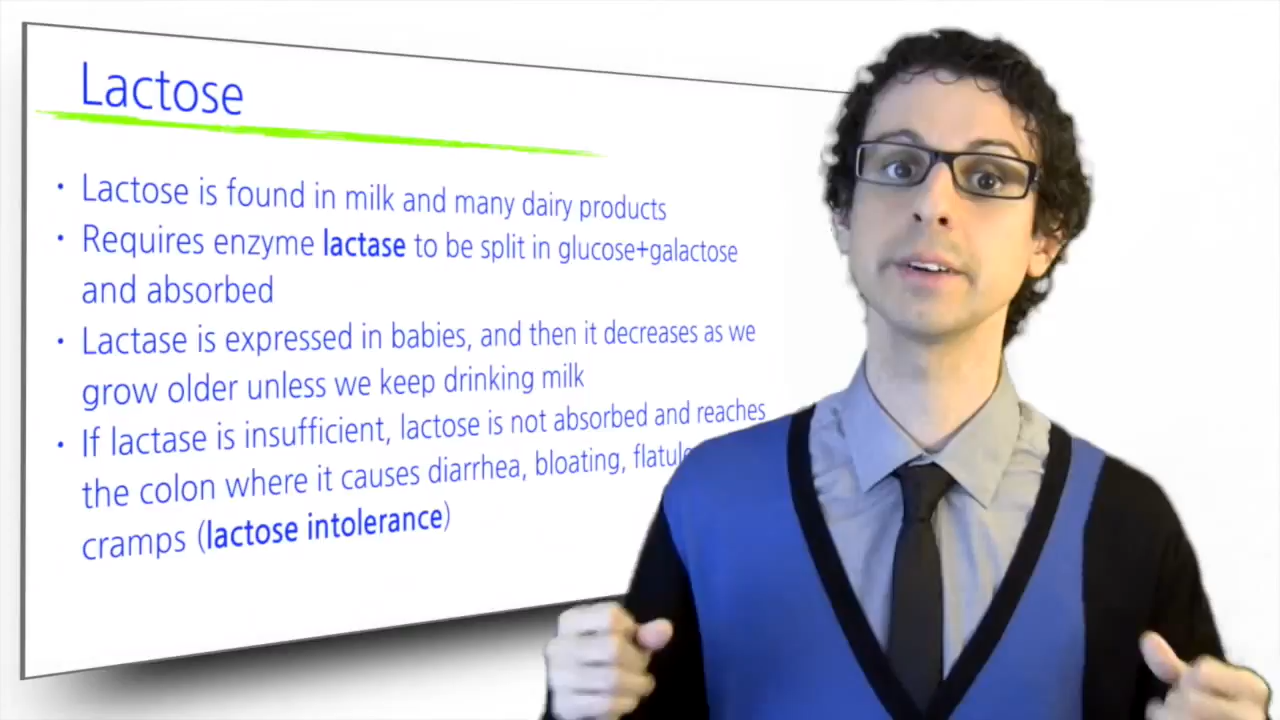 Lactose
• Lactose is found in milk and many dairy products
• Requires enzyme lactase to be split in glucose+galactose
and absorbed
• Lactase is expressed in babies, and then it decreases as we
grow older unless we keep drinking milk
• If lactase is insufficient, lactose is not absorbed and reaches
the colon where it causes diarrhea, bloating,
cramps (lactose intolerance)